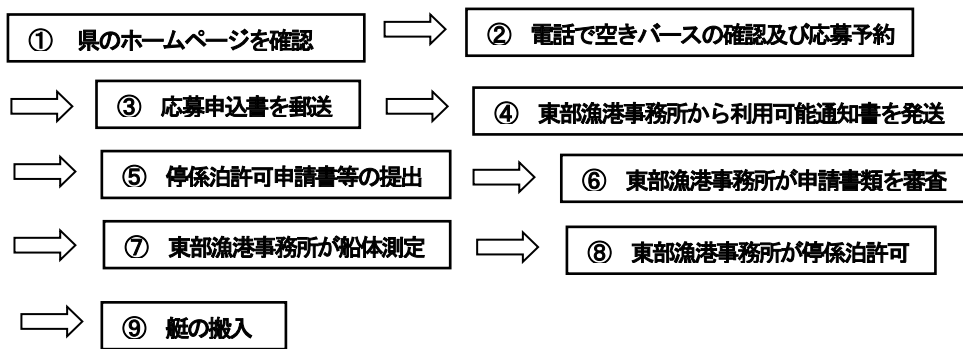 ① 県のホームページを確認
② 電話で空きバースの確認及び応募予約
③ 応募申込書を郵送
④ 東部漁港事務所から利用可能通知書を発送
⑤ 停係泊許可申請書等の提出
⑥ 東部漁港事務所が申請書類を審査
⑦ 東部漁港事務所が船体測定
⑧ 東部漁港事務所が停係泊許可
⑨ 艇の搬入